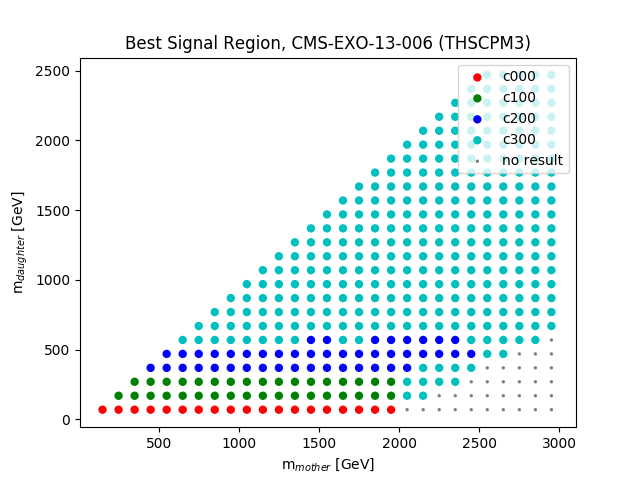 Best Signal Region, CMS-EXO-13-006 (THSCPM3)
c000
c100
c200
c300
no result
2500
2000
1500
1000
500
0
m_daughter [GeV]
500 1000 1500 2000 2500 3000
m_mother [GeV]